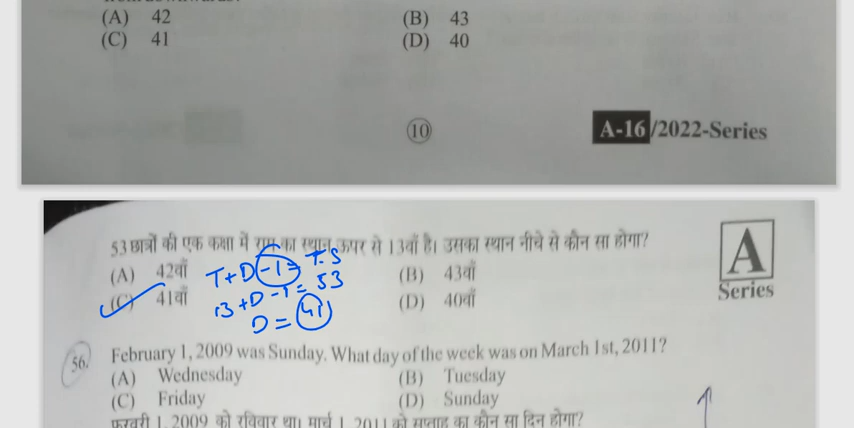 (A) 42
(B) 43
(C) 41
(D) 40
10
A-16/2022-Series
53 छात्रों की एक कक्षा में राम का स्थान ऊपर से 13वाँ है। उसका स्थान नीचे से कौन सा होगा?
(A) 42वाँ
(B) 43वाँ
(C) 41वाँ
(D) 40वाँ
T+D-1=T.S
13+D-1=53
D=41
A
Series
56. February 1, 2009 was Sunday. What day of the week was on March 1st, 2011?
(A) Wednesday
(B) Tuesday
(C) Friday
(D) Sunday
फरवरी 1, 2009 को रविवार था। मार्च 1, 2011 को सप्ताह का कौन सा दिन होगा?